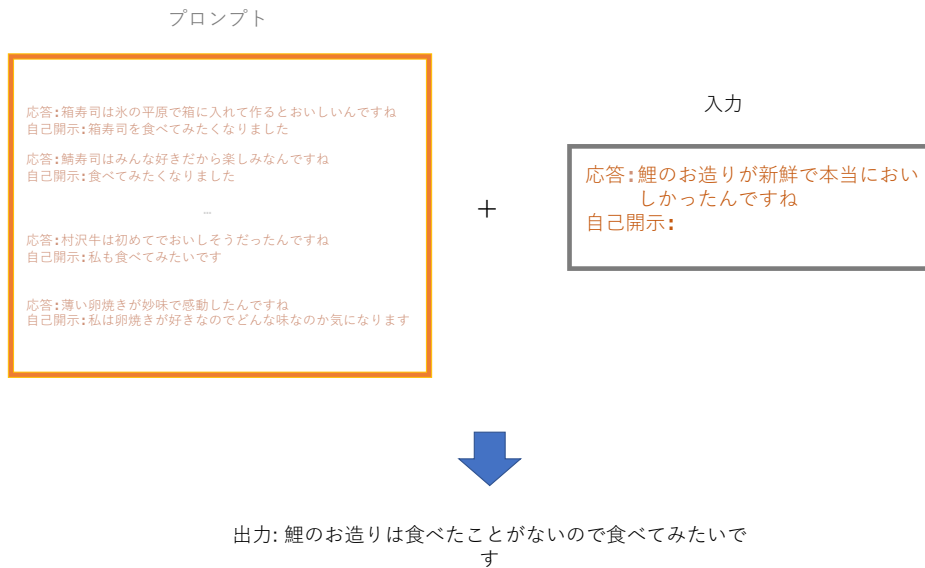 プロンプト
応答:箱寿司は氷の平原で箱に入れて作るとおいしいんですね
自己開示:箱寿司を食べてみたくなりました
応答:鯖寿司はみんな好きだから楽しみなんですね
自己開示:食べてみたくなりました
…
応答:村沢牛は初めてでおいしそうだったんですね
自己開示:私も食べてみたいです
応答:薄い卵焼きが妙味で感動したんですね
自己開示:私は卵焼きが好きなのでどんな味なのか気になります
+
入力
応答:鯉のお造りが新鮮で本当におい
しかったんですね
自己開示:
出力: 鯉のお造りは食べたことがないので食べてみたいで
す